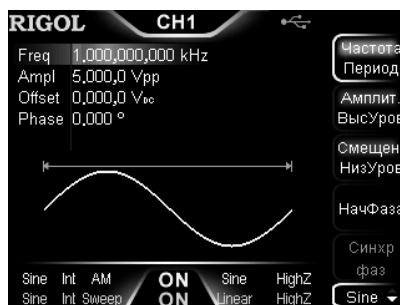 RIGOL CH1
Freq 1,000,000,000 kHz
Ampl 5,000,0 Vpp
Offset 0,000,0 VDC
Phase 0,000 °
Частота
Период
Амплит.
ВысУров
Смещен
НизУров
НачФаза
Синхр
фаз
Sine
Sine Int AM ON Sine HighZ
Sine Int Sweep ON Linear HighZ